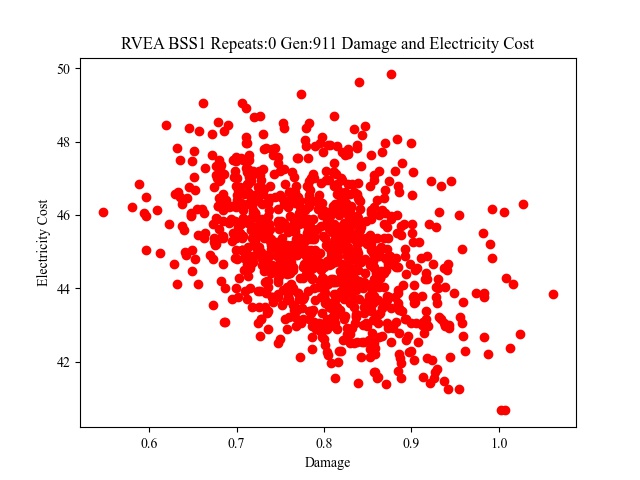 RVEA BSS1 Repeats:0 Gen:911 Damage and Electricity Cost
50
48
46
44
42
Electricity Cost
0.6 0.7 0.8 0.9 1.0
Damage